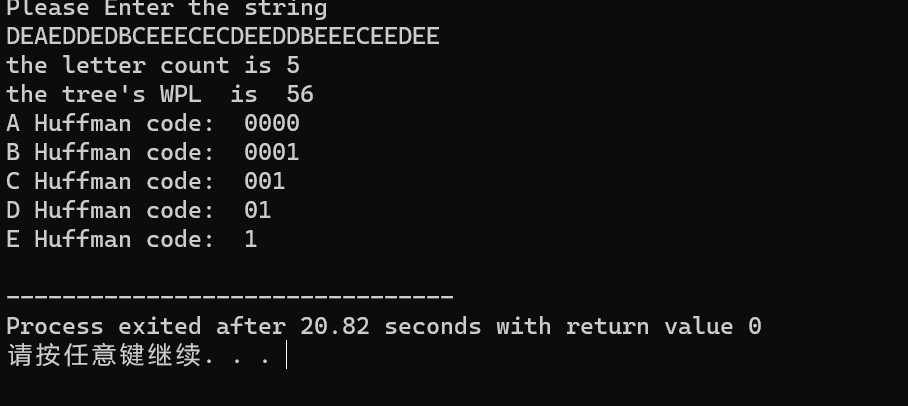 Please Enter the string
DEAEDDEDBCEEECECDEEDDBEEECEEDEE
the letter count is 5
the tree's WPL  is  56
A Huffman code:  0000
B Huffman code:  0001
C Huffman code:  001
D Huffman code:  01
E Huffman code:  1
--------------------------------
Process exited after 20.82 seconds with return value 0
请按任意键继续. . .